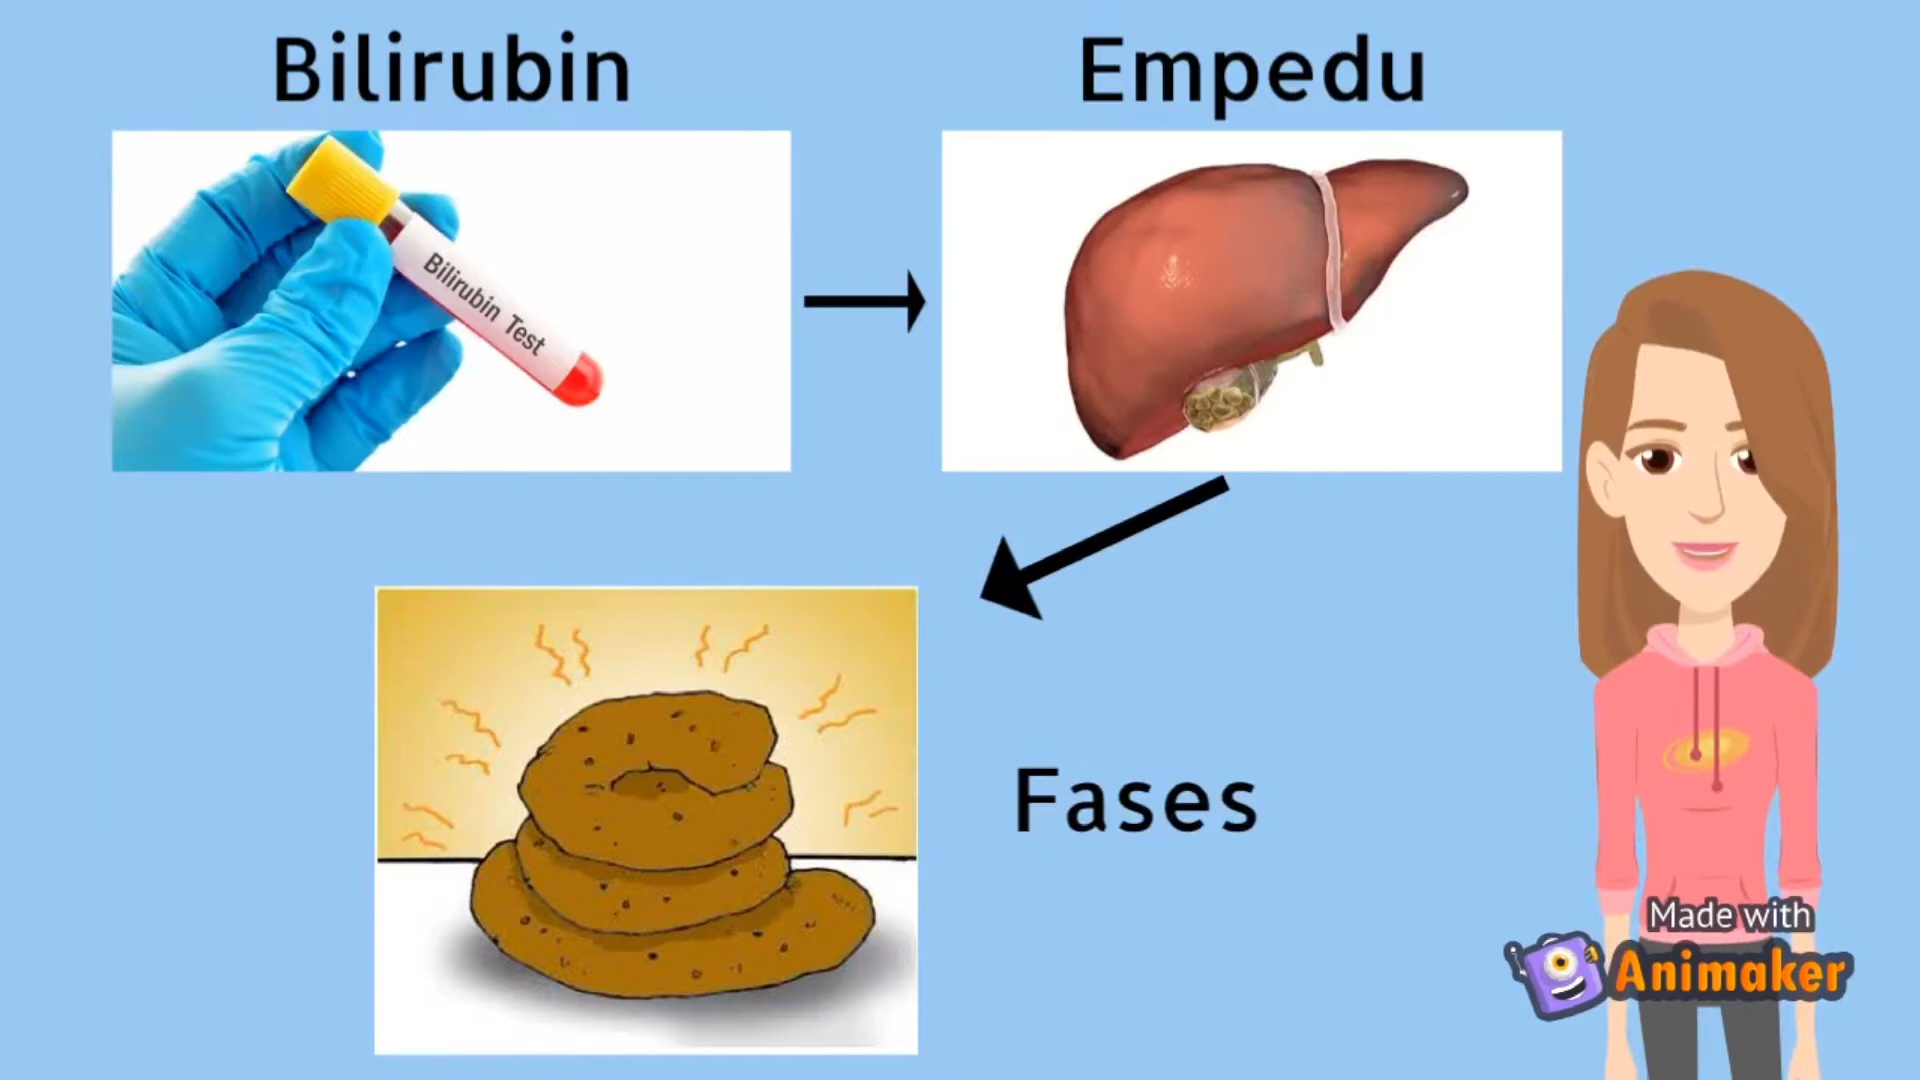 Bilirubin
Empedu
Bilirubin Test
Fases
Made with
Animaker